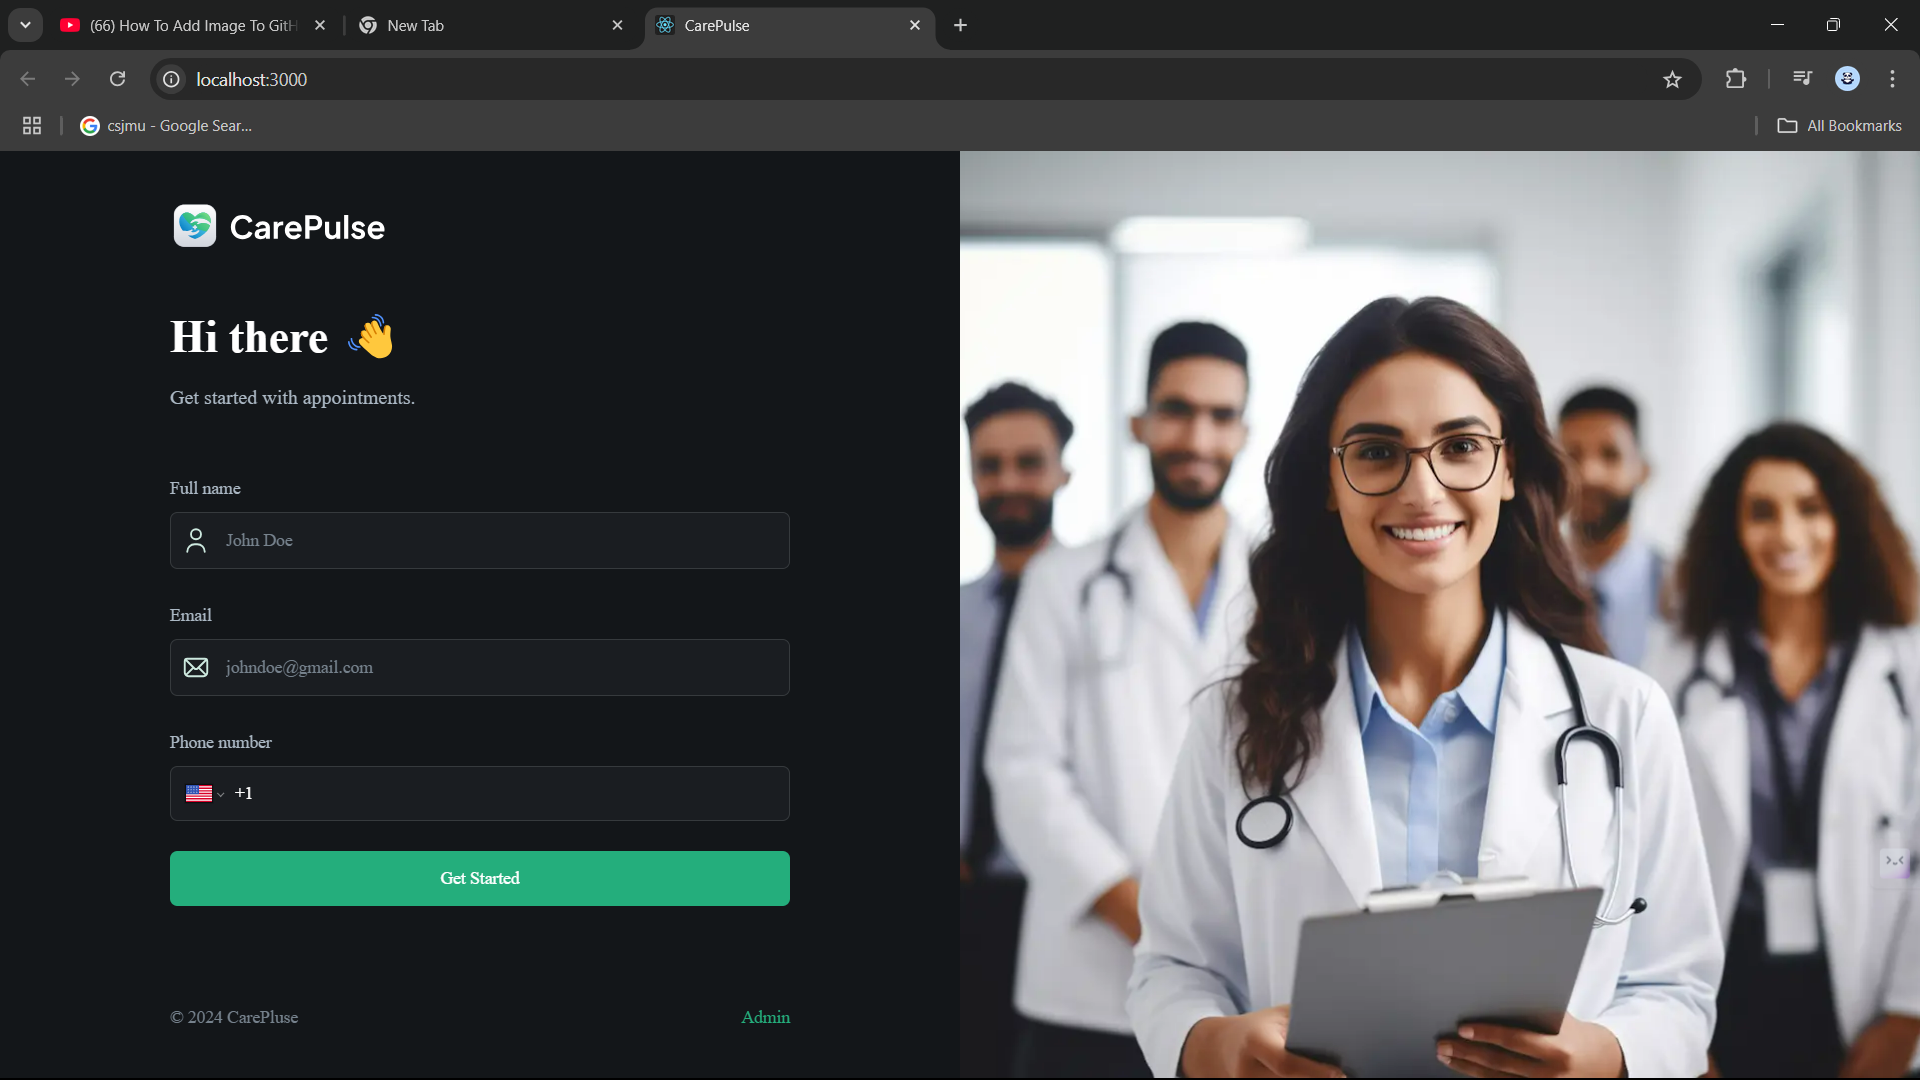 (66) How To Add Image To GitH
New Tab
CarePulse
localhost:3000
csjmu - Google Sear...
All Bookmarks
CarePulse
Hi there 👋
Get started with appointments.
Full name
John Doe
Email
johndoe@gmail.com
Phone number
+1
Get Started
© 2024 CarePluse
Admin